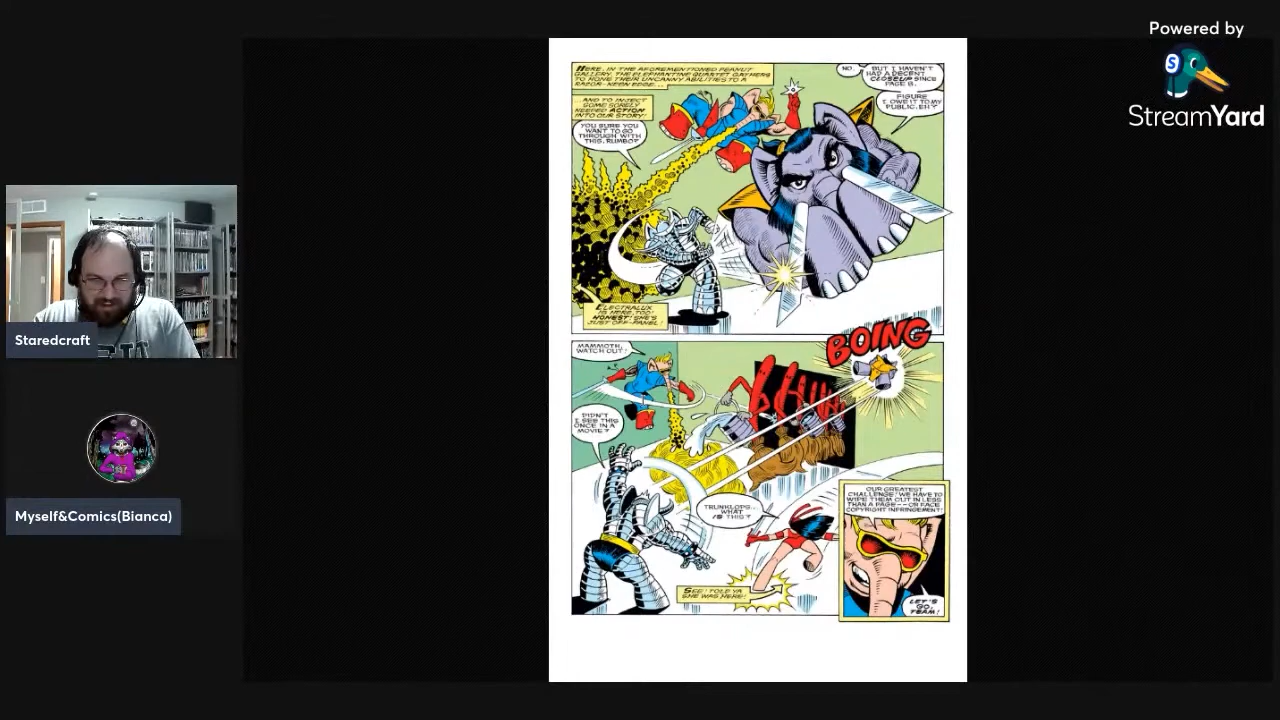 Powered by
StreamYard
HERE, IN THE AFOREMENTIONED PEANUT
GALLERY, THE ELEPHANTINE QUARTET GATHERS
TO HONE THEIR UNCANNY ABILITIES TO A
RAZOR-KEEN EDGE...
...AND TO INJECT
SOME SORELY
NEEDED ACTION
INTO OUR STORY!
YOU SURE YOU
WANT TO GO
THROUGH WITH
THIS, RUMBO?
NO.
BUT I HAVEN'T
HAD A DECENT
CLOSEUP SINCE
PAGE 8.
FIGURE
I OWE IT TO MY
PUBLIC, EH?
ELECTRALUX
IS HERE, TOO!
HONEST! SHE'S
JUST OFF-PANEL!
MAMMOTH,
WATCH OUT!
BOING
DIDN'T
I SEE THIS
ONCE IN A
MOVIE?
TRUNKLOPS...
WHAT
IS THIS?
SEE! TOLD YA
SHE WAS HERE!
OUR GREATEST
CHALLENGE! WE HAVE TO
WIPE THEM OUT IN LESS
THAN A PAGE--OR FACE
COPYRIGHT INFRINGEMENT!
LET'S
GO,
TEAM!
Staredcraft
Myself&Comics(Bianca)